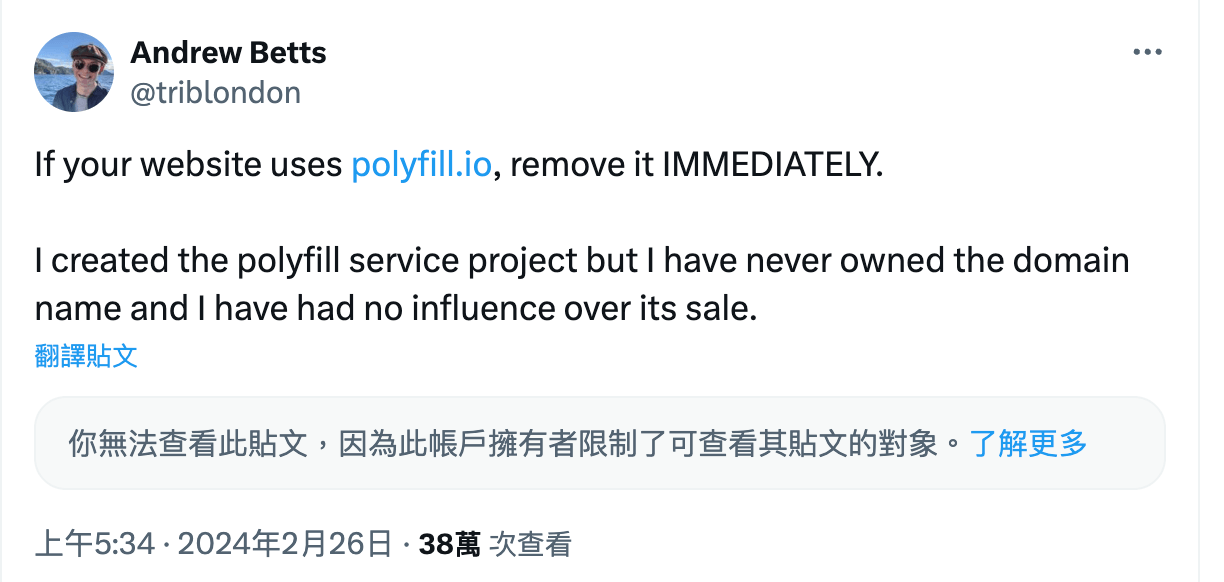 Andrew Betts
@triblondon
If your website uses polyfill.io, remove it IMMEDIATELY.
I created the polyfill service project but I have never owned the domain
name and I have had no influence over its sale.
翻譯貼文
你無法查看此貼文，因為此帳戶擁有者限制了可查看其貼文的對象。了解更多
上午5:34 · 2024年2月26日 · 38萬 次查看